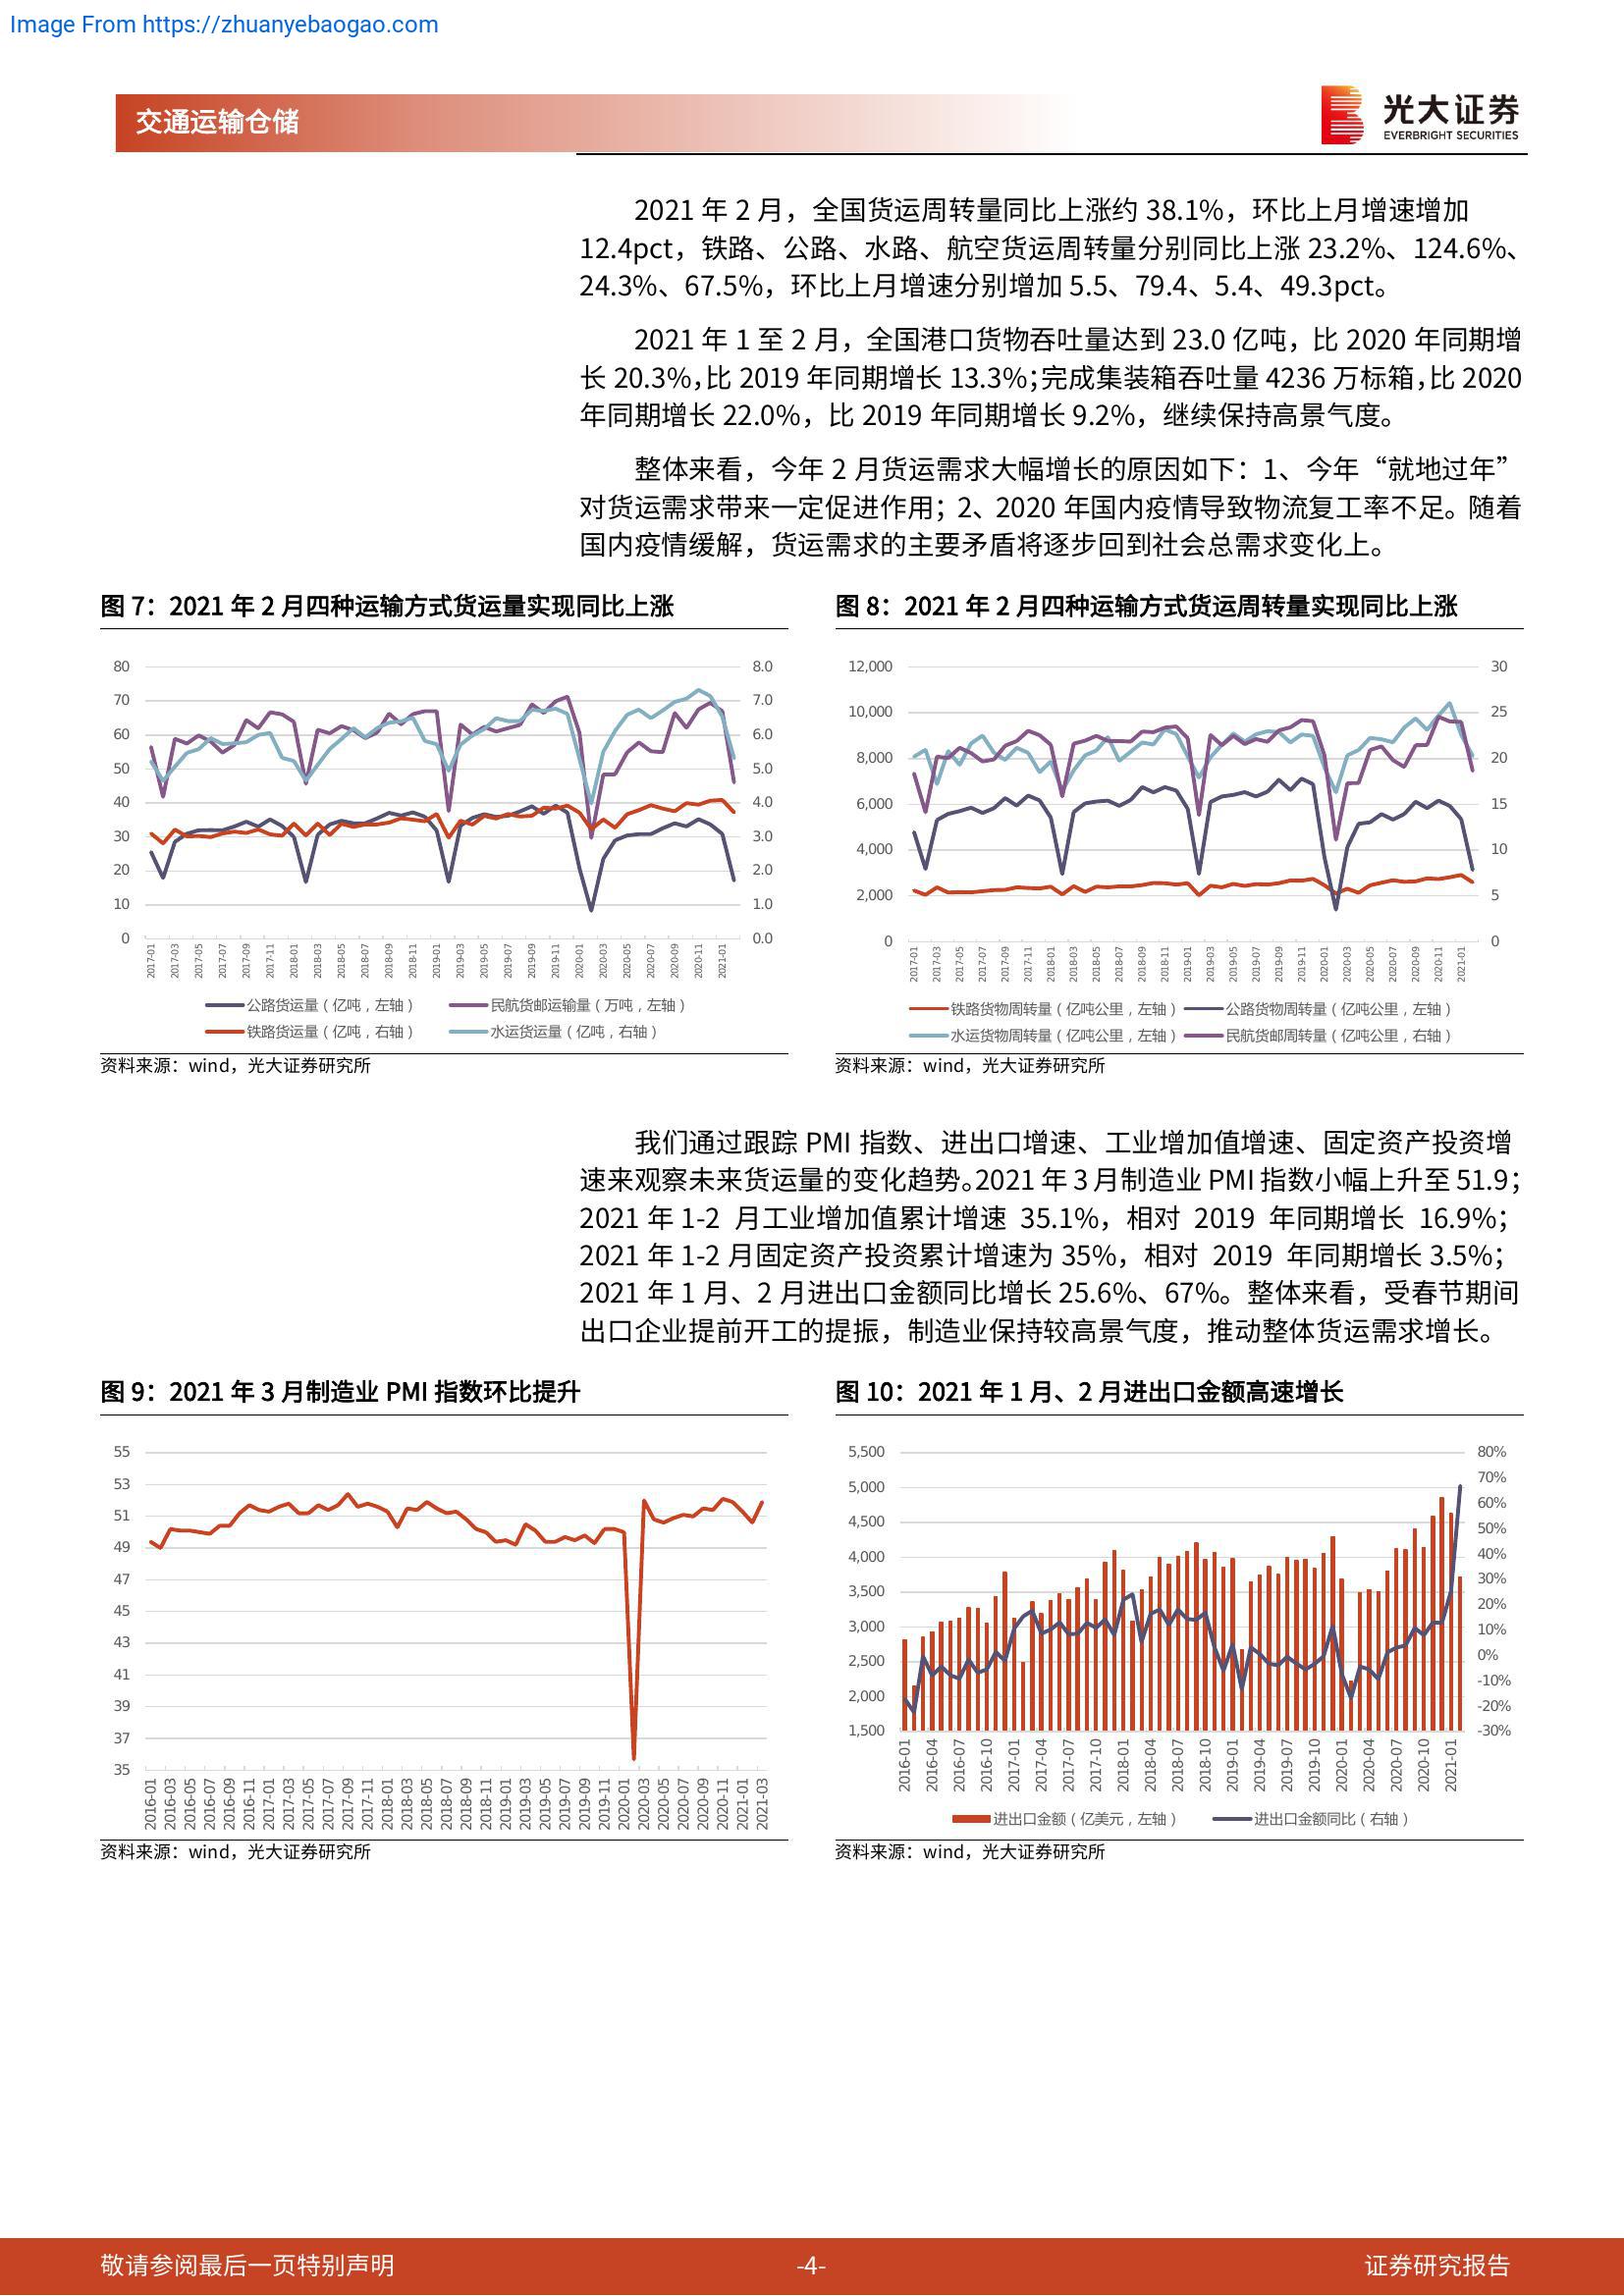 Image From https://zhuanyebaogao.com
交通运输仓储
光大证券
EVERBRIGHT SECURITIES
2021 年 2 月，全国货运周转量同比上涨约 38.1%，环比上月增速增加
12.4pct，铁路、公路、水路、航空货运周转量分别同比上涨 23.2%、124.6%、
24.3%、67.5%，环比上月增速分别增加 5.5、79.4、5.4、49.3pct。
2021 年 1 至 2 月，全国港口货物吞吐量达到 23.0 亿吨，比 2020 年同期增
长 20.3%，比 2019 年同期增长 13.3%；完成集装箱吞吐量 4236 万标箱，比 2020
年同期增长 22.0%，比 2019 年同期增长 9.2%，继续保持高景气度。
整体来看，今年 2 月货运需求大幅增长的原因如下：1、今年“就地过年”
对货运需求带来一定促进作用；2、2020 年国内疫情导致物流复工率不足。随着
国内疫情缓解，货运需求的主要矛盾将逐步回到社会总需求变化上。
图 7：2021 年 2 月四种运输方式货运量实现同比上涨
80
70
60
50
40
30
20
10
0
8.0
7.0
6.0
5.0
4.0
3.0
2.0
1.0
0.0
2017-01 2017-03 2017-05 2017-07 2017-09 2017-11 2018-01 2018-03 2018-05 2018-07 2018-09 2018-11 2019-01 2019-03 2019-05 2019-07 2019-09 2019-11 2020-01 2020-03 2020-05 2020-07 2020-09 2020-11 2021-01
公路货运量（亿吨，左轴） 民航货邮运输量（万吨，左轴）
铁路货运量（亿吨，右轴） 水运货运量（亿吨，右轴）
资料来源：wind，光大证券研究所
图 8：2021 年 2 月四种运输方式货运周转量实现同比上涨
12,000
10,000
8,000
6,000
4,000
2,000
0
30
25
20
15
10
5
0
2017-01 2017-03 2017-05 2017-07 2017-09 2017-11 2018-01 2018-03 2018-05 2018-07 2018-09 2018-11 2019-01 2019-03 2019-05 2019-07 2019-09 2019-11 2020-01 2020-03 2020-05 2020-07 2020-09 2020-11 2021-01
铁路货物周转量（亿吨公里，左轴） 公路货物周转量（亿吨公里，左轴）
水运货物周转量（亿吨公里，左轴） 民航货邮周转量（亿吨公里，右轴）
资料来源：wind，光大证券研究所
我们通过跟踪 PMI 指数、进出口增速、工业增加值增速、固定资产投资增
速来观察未来货运量的变化趋势。2021 年 3 月制造业 PMI 指数小幅上升至 51.9；
2021 年 1-2 月工业增加值累计增速 35.1%，相对 2019 年同期增长 16.9%；
2021 年 1-2 月固定资产投资累计增速为 35%，相对 2019 年同期增长 3.5%；
2021 年 1 月、2 月进出口金额同比增长 25.6%、67%。整体来看，受春节期间
出口企业提前开工的提振，制造业保持较高景气度，推动整体货运需求增长。
图 9：2021 年 3 月制造业 PMI 指数环比提升
55
53
51
49
47
45
43
41
39
37
35
2016-01 2016-03 2016-05 2016-07 2016-09 2016-11 2017-01 2017-03 2017-05 2017-07 2017-09 2017-11 2018-01 2018-03 2018-05 2018-07 2018-09 2018-11 2019-01 2019-03 2019-05 2019-07 2019-09 2019-11 2020-01 2020-03 2020-05 2020-07 2020-09 2020-11 2021-01 2021-03
资料来源：wind，光大证券研究所
图 10：2021 年 1 月、2 月进出口金额高速增长
5,500
5,000
4,500
4,000
3,500
3,000
2,500
2,000
1,500
80%
70%
60%
50%
40%
30%
20%
10%
0%
-10%
-20%
-30%
2016-01 2016-04 2016-07 2016-10 2017-01 2017-04 2017-07 2017-10 2018-01 2018-04 2018-07 2018-10 2019-01 2019-04 2019-07 2019-10 2020-01 2020-04 2020-07 2020-10 2021-01
进出口金额（亿美元，左轴） 进出口金额同比（右轴）
资料来源：wind，光大证券研究所
敬请参阅最后一页特别声明
-4-
证券研究报告